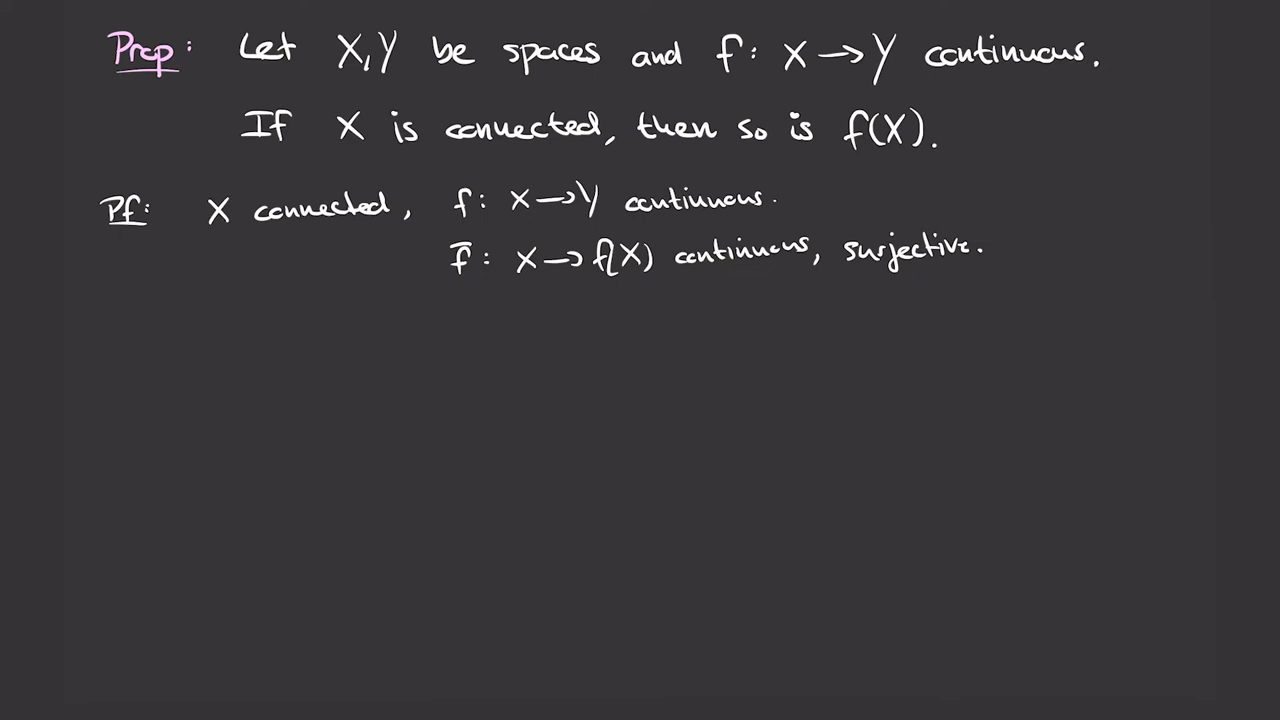 Prop: Let X, Y be spaces and f: X → Y continuous.
If X is connected, then so is f(X).
Pf: X connected, f: X → Y continuous.
f̄: X → f(X) continuous, surjective.